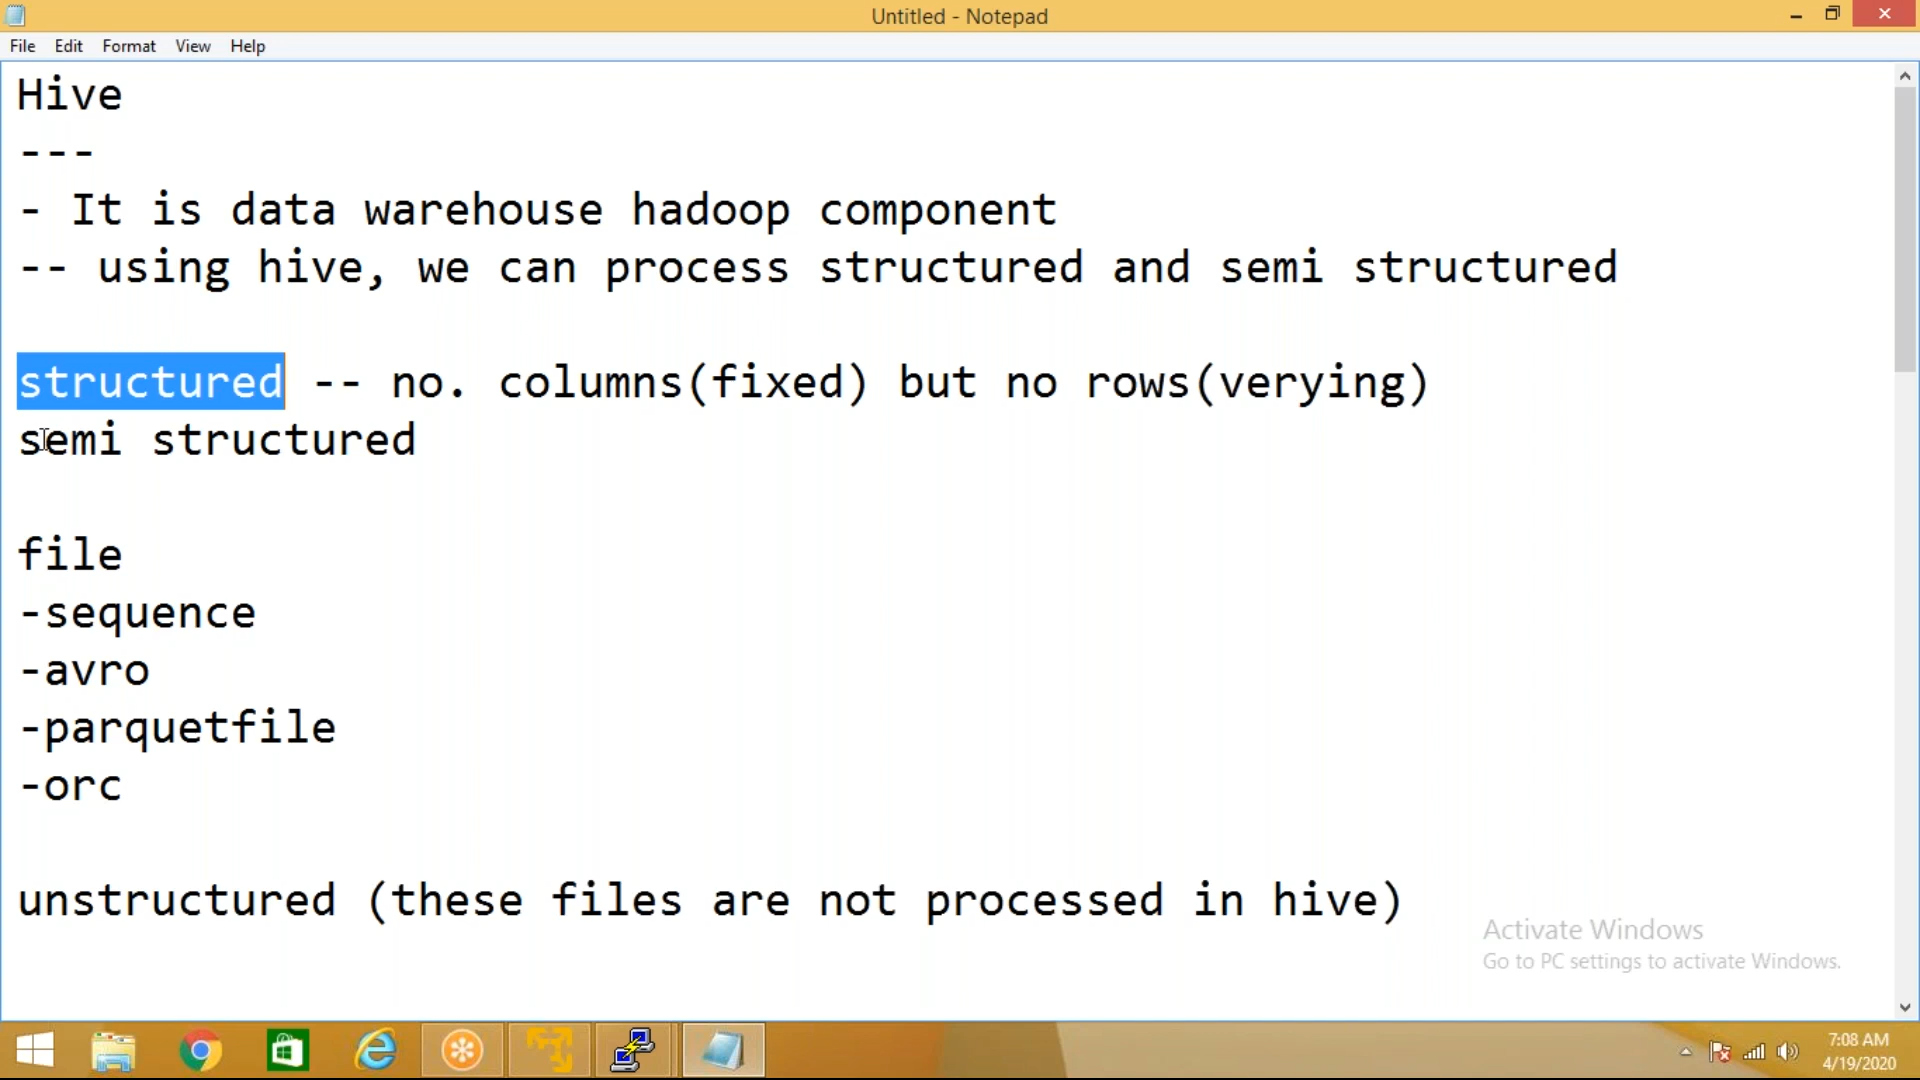 Untitled - Notepad
File Edit Format View Help
Hive
---
- It is data warehouse hadoop component
-- using hive, we can process structured and semi structured
structured -- no. columns(fixed) but no rows(verying)
semi structured
file
-sequence
-avro
-parquetfile
-orc
unstructured (these files are not processed in hive)
Activate Windows
Go to PC settings to activate Windows.
7:08 AM
4/19/2020